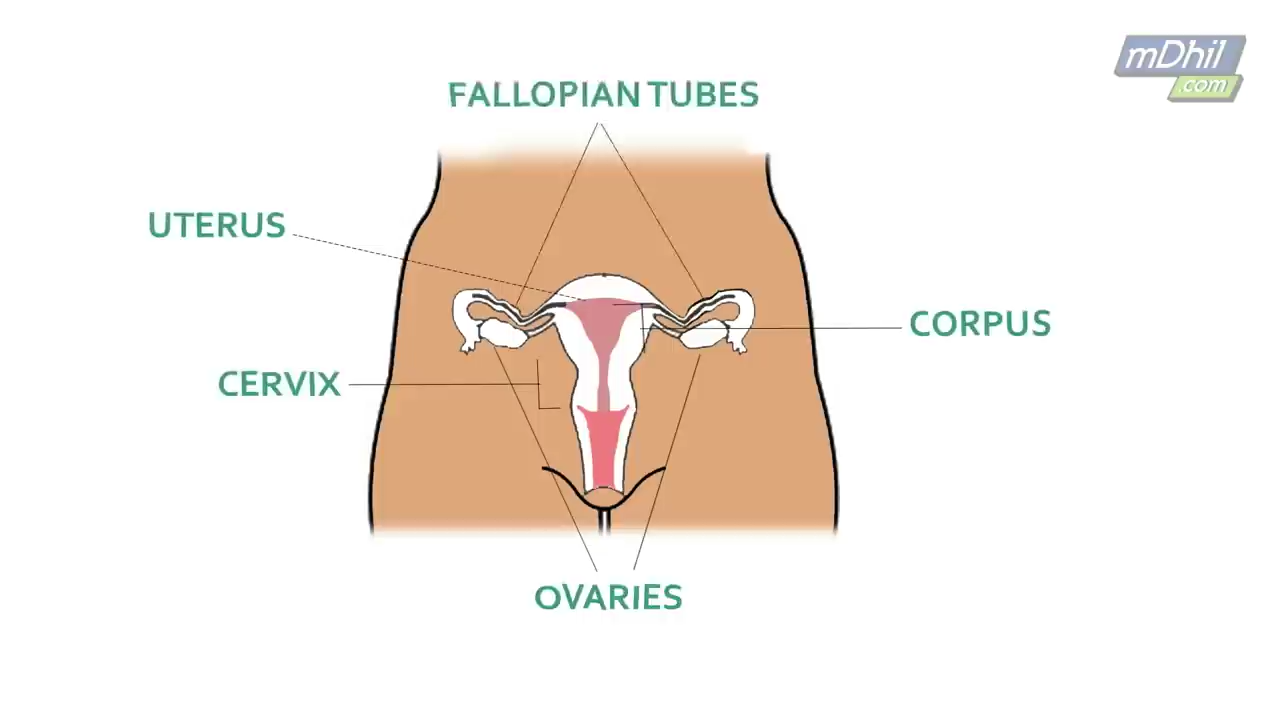 mDhil
.com
FALLOPIAN TUBES
UTERUS
CORPUS
CERVIX
OVARIES